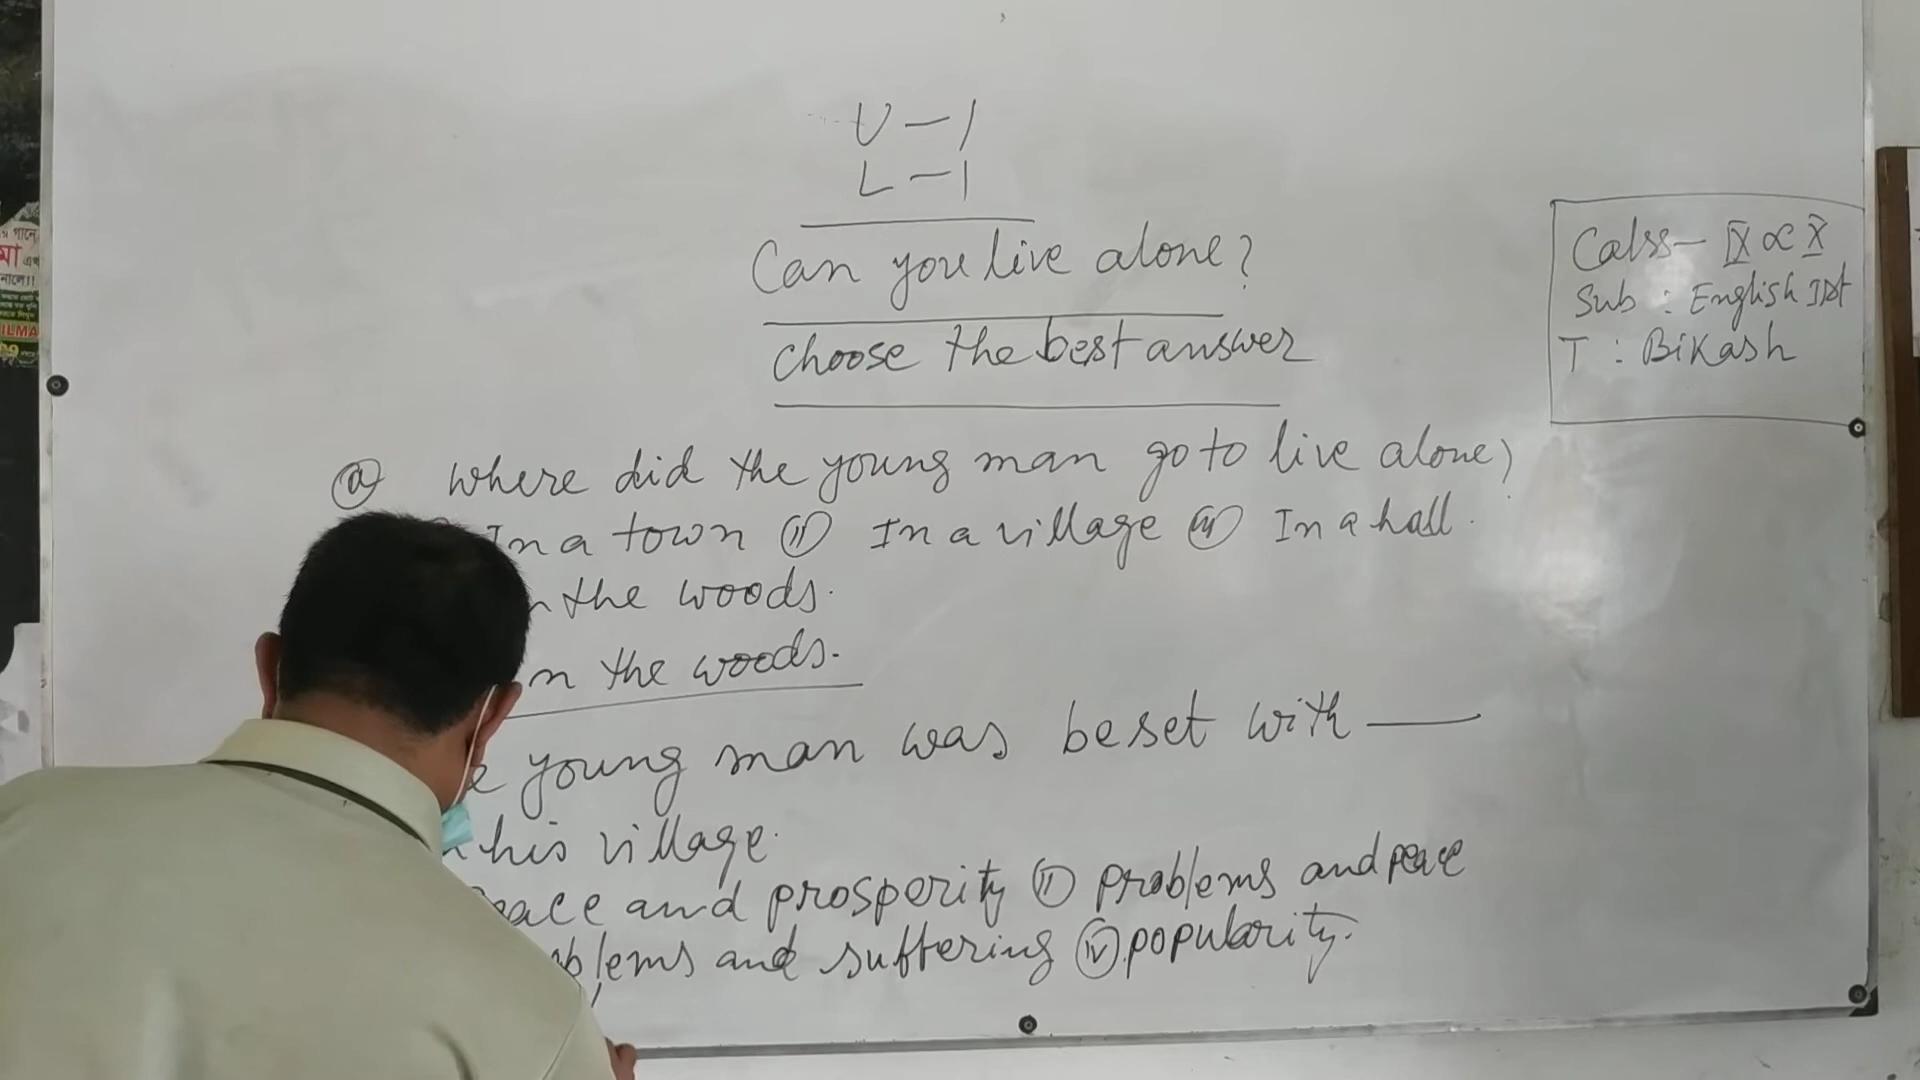 U-1
L-1
Can you live alone?
choose the best answer
Calss- IX & X
Sub : English 1st
T : Bikash
(a) Where did the young man go to live alone?
In a town (ii) In a village (iii) In a hall.
the woods.
the woods.
young man was beset with ___
his village.
and prosperity (ii) problems and peace
and suffering (iv) popularity.
গানে
মা
ILMA